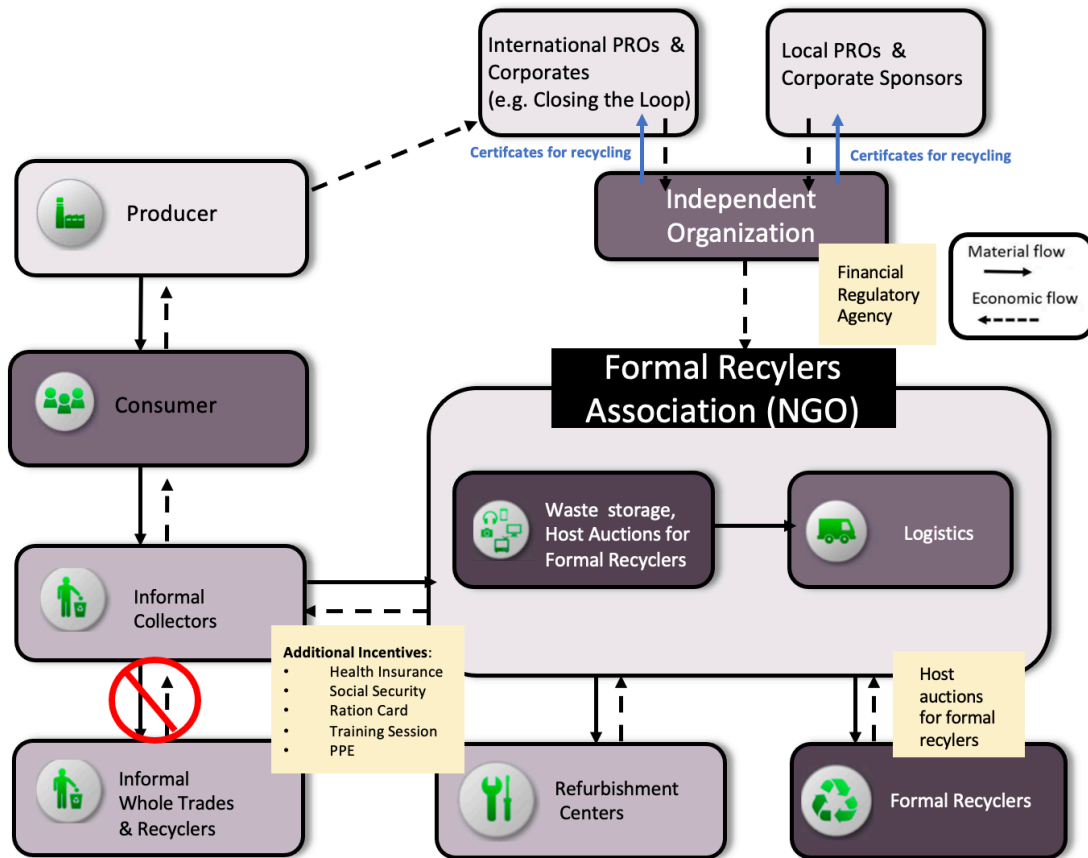 International PROs &
Corporates
(e.g. Closing the Loop)
Local PROs &
Corporate Sponsors
Certifcates for recycling
Certifcates for recycling
Producer
Independent
Organization
Financial
Regulatory
Agency
Material flow
Economic flow
Consumer
Formal Recylers
Association (NGO)
Waste storage,
Host Auctions for
Formal Recyclers
Logistics
Informal
Collectors
Additional Incentives:
• Health Insurance
• Social Security
• Ration Card
• Training Session
• PPE
Host
auctions
for formal
recylers
Informal
Whole Trades
& Recyclers
Refurbishment
Centers
Formal Recyclers